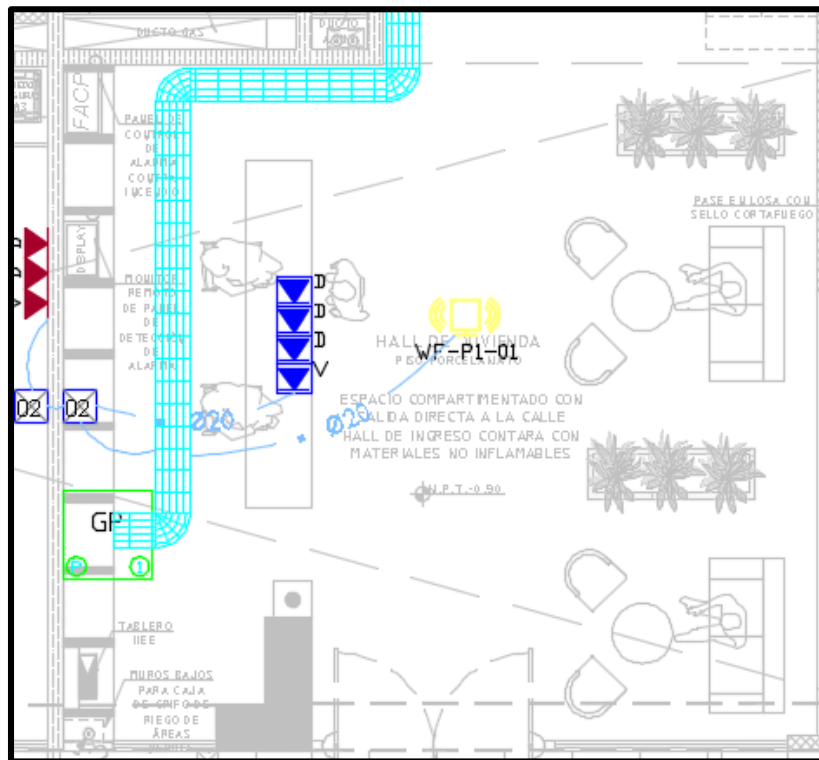 DUCTO GAS
DUCTO
FACP
PANEL DE
CONTROL
DE
ALARMA
CONTRA
INCENDIO
DISPLAY
MONITOR
REMOTO
DE PANEL
DE
DETECCIÓN
DE
ALARMA
D
D
D
V
PASE EN LOSA CON
SELLO CORTAFUEGO
HALL DE VIVIENDA
WF-P1-01
PISO PORCELANATO
ESPACIO COMPARTIMENTADO CON
SALIDA DIRECTA A LA CALLE
HALL DE INGRESO CONTARA CON
MATERIALES NO INFLAMABLES
N.P.T.-0.90
02
02
Ø20
Ø20
GP
P
1
TABLERO
IIEE
MUROS BAJOS
PARA CAJA
DE GRIFO DE
RIEGO DE
ÁREAS